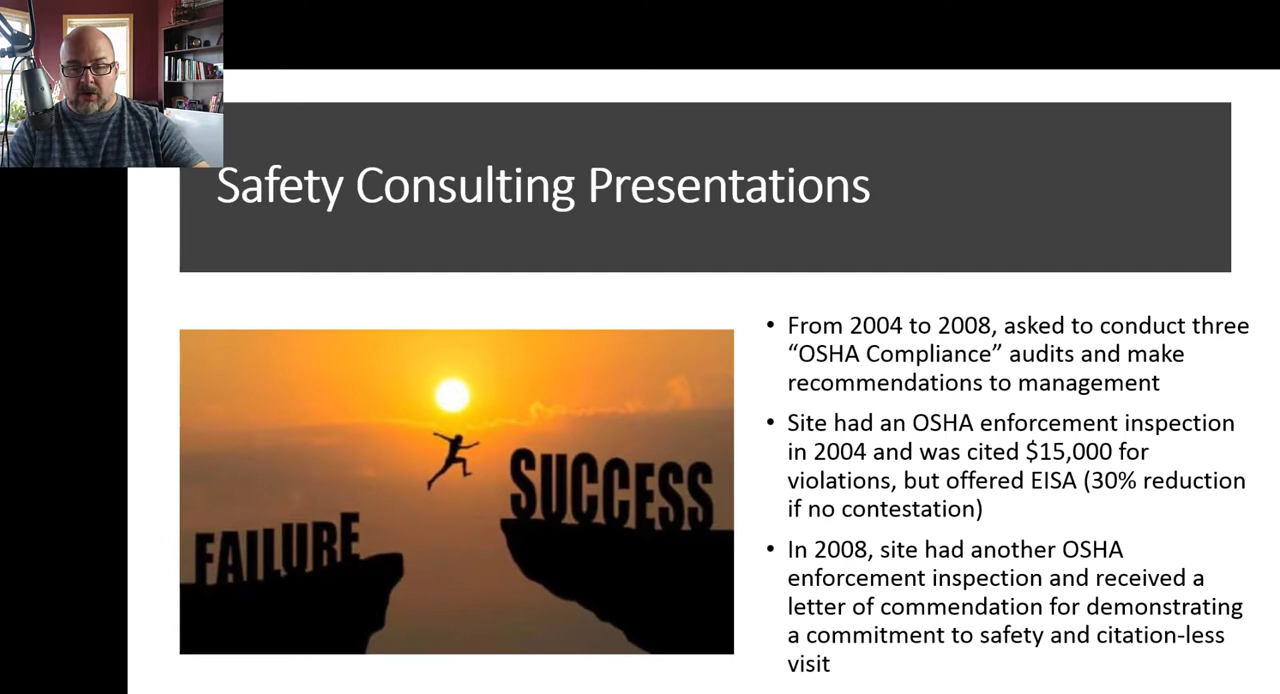 Safety Consulting Presentations
FAILURE
SUCCESS
• From 2004 to 2008, asked to conduct three
“OSHA Compliance” audits and make
recommendations to management
• Site had an OSHA enforcement inspection
in 2004 and was cited $15,000 for
violations, but offered EISA (30% reduction
if no contestation)
• In 2008, site had another OSHA
enforcement inspection and received a
letter of commendation for demonstrating
a commitment to safety and citation-less
visit